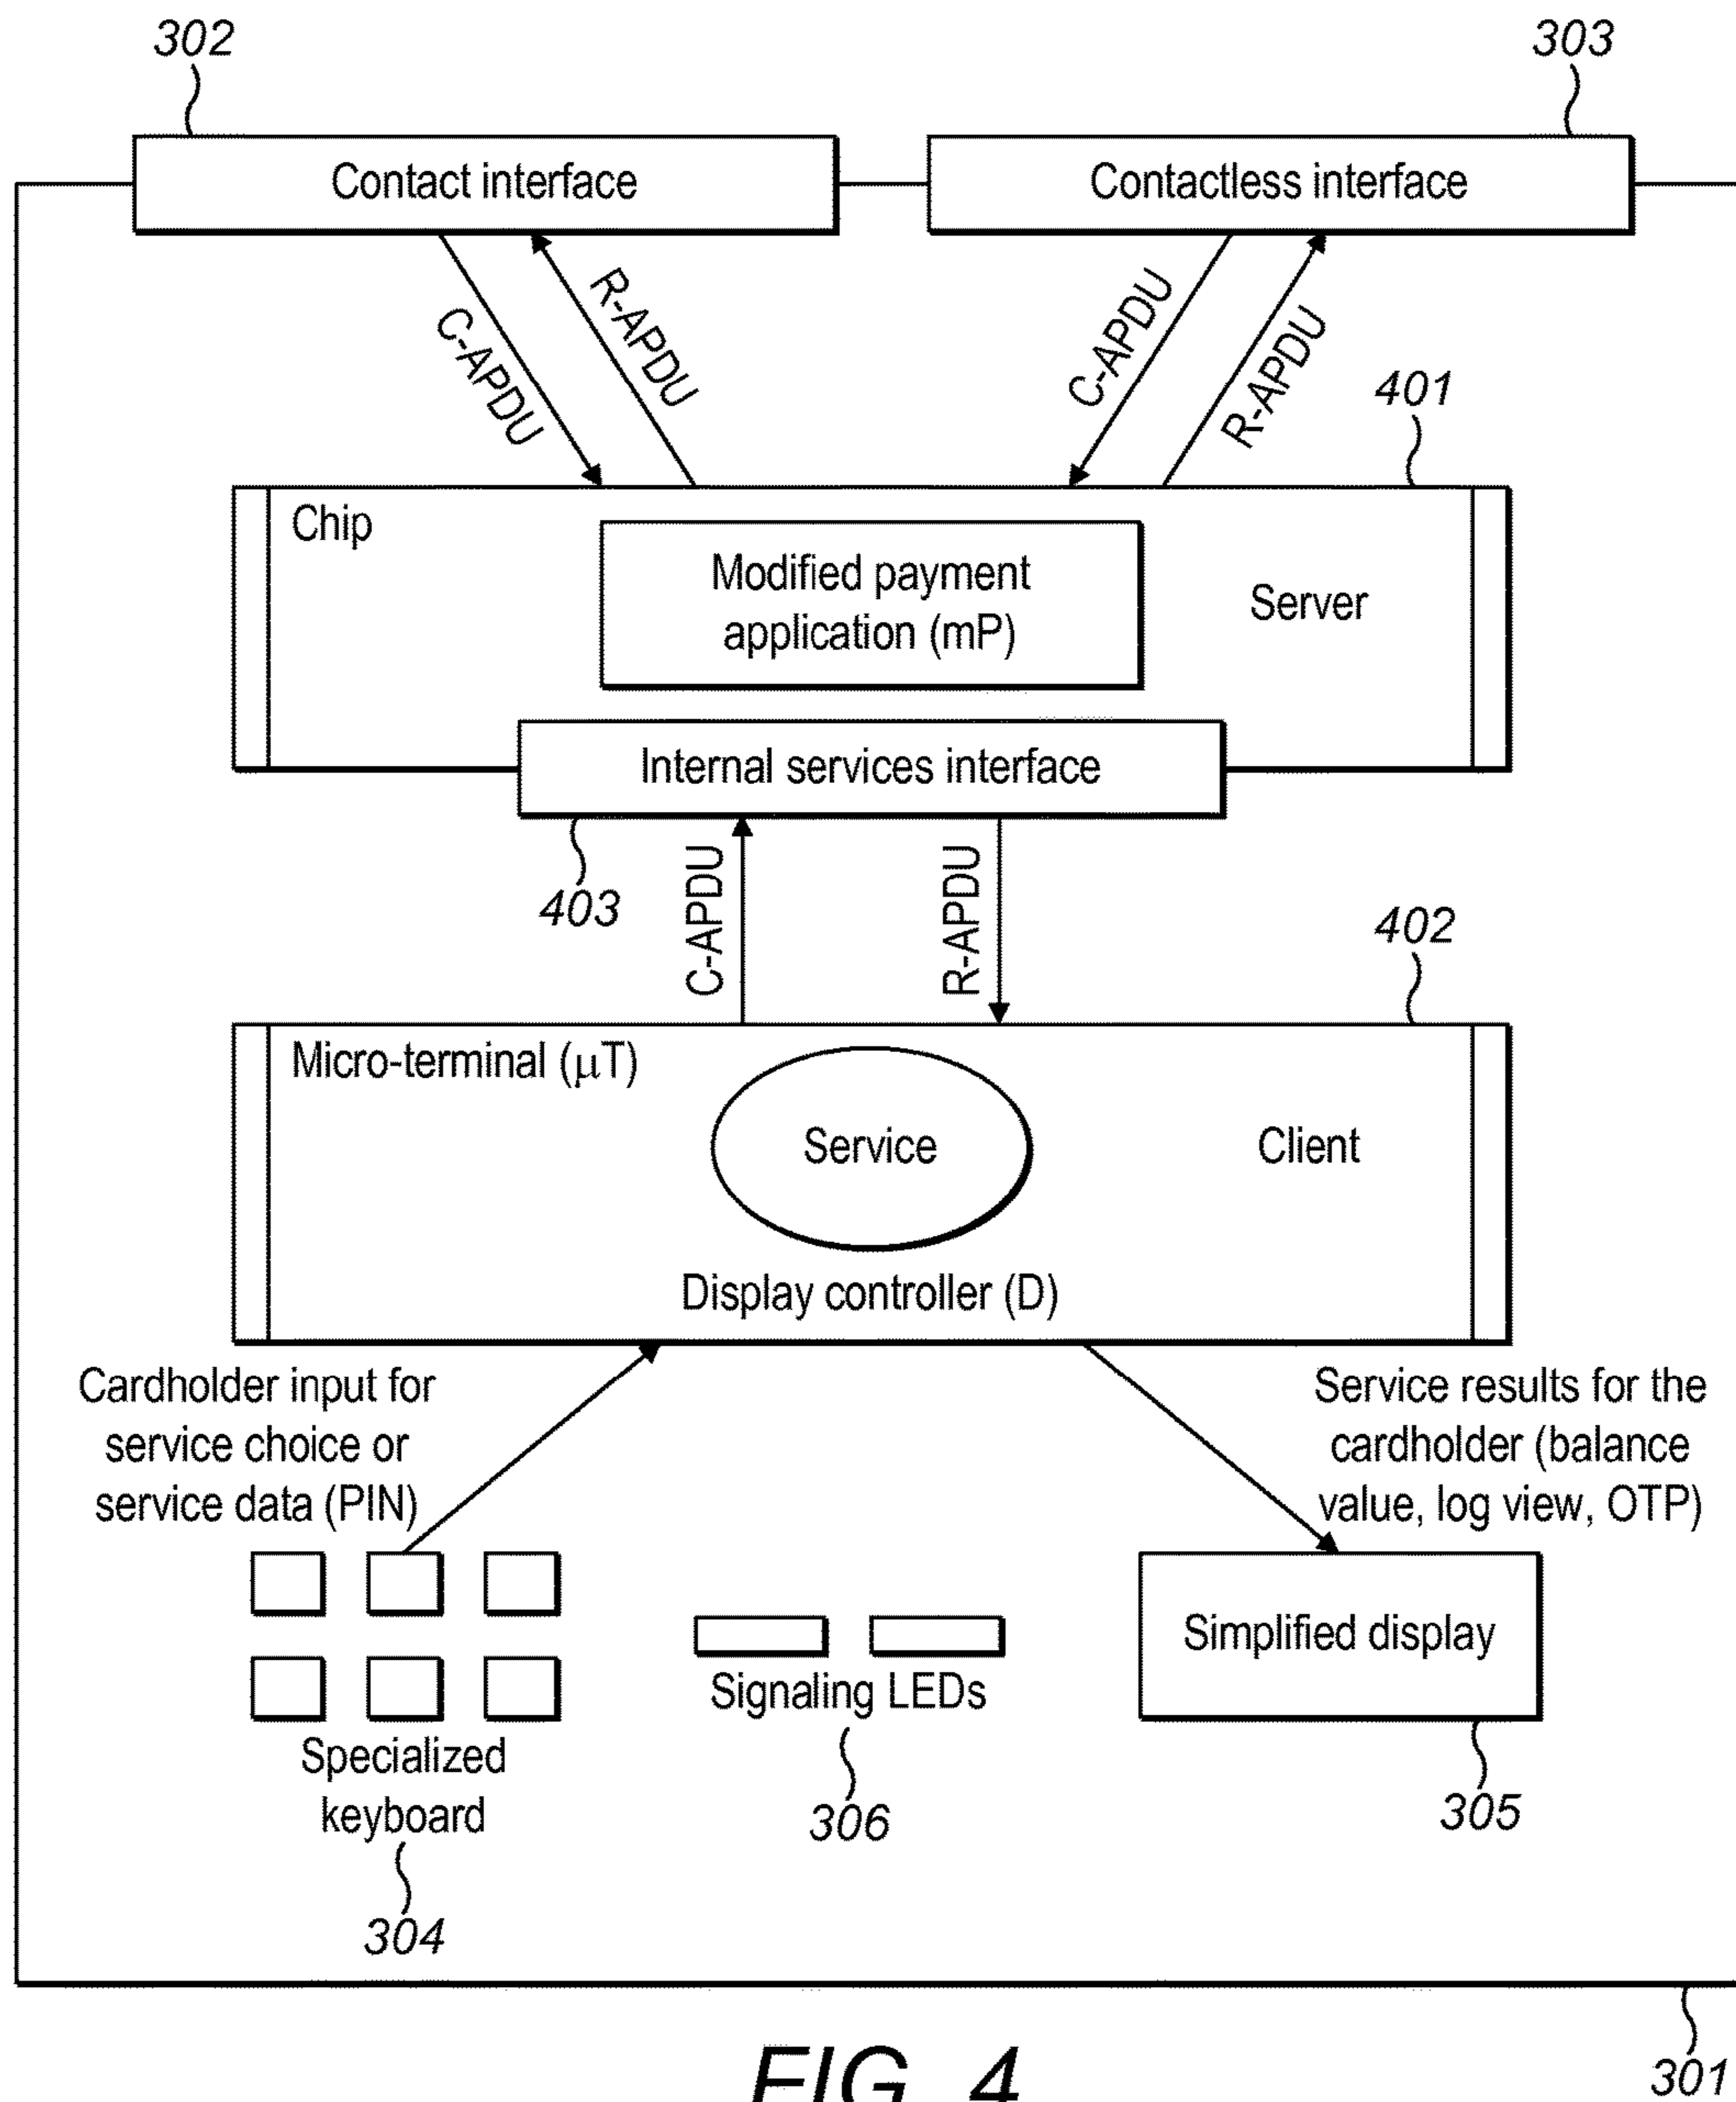 302
303
Contact interface
Contactless interface
C-APDU
R-APDU
C-APDU
R-APDU
401
Chip
Modified payment
application (mP)
Server
Internal services interface
403
C-APDU
R-APDU
402
Micro-terminal (μT)
Service
Client
Display controller (D)
Cardholder input for
service choice or
service data (PIN)
Service results for the
cardholder (balance
value, log view, OTP)
Simplified display
Signaling LEDs
Specialized
keyboard
306
305
304
301
FIG. 4